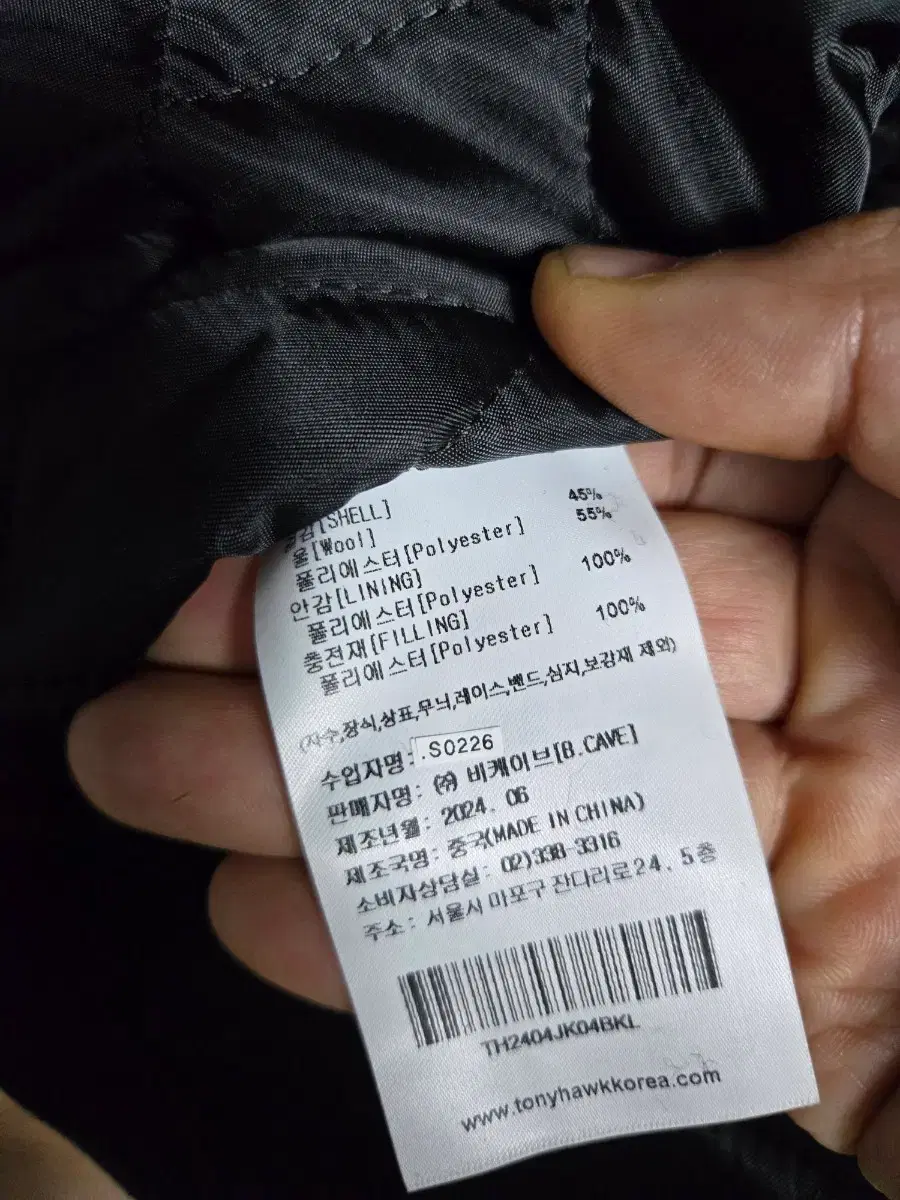 겉감[SHELL]
울[Wool] 45%
폴리에스터[Polyester] 55%
안감[LINING]
폴리에스터[Polyester] 100%
충전재[FILLING]
폴리에스터[Polyester] 100%
(자수,장식,상표,무늬,레이스,밴드,심지,보강재 제외)
수입자명: .S0226
판매자명: ㈜ 비케이브[B.CAVE]
제조년월: 2024. 06
제조국명: 중국(MADE IN CHINA)
소비자상담실: 02)338-3316
주소: 서울시 마포구 잔다리로24, 5층
TH2404JK04BKL
www.tonyhawkkorea.com